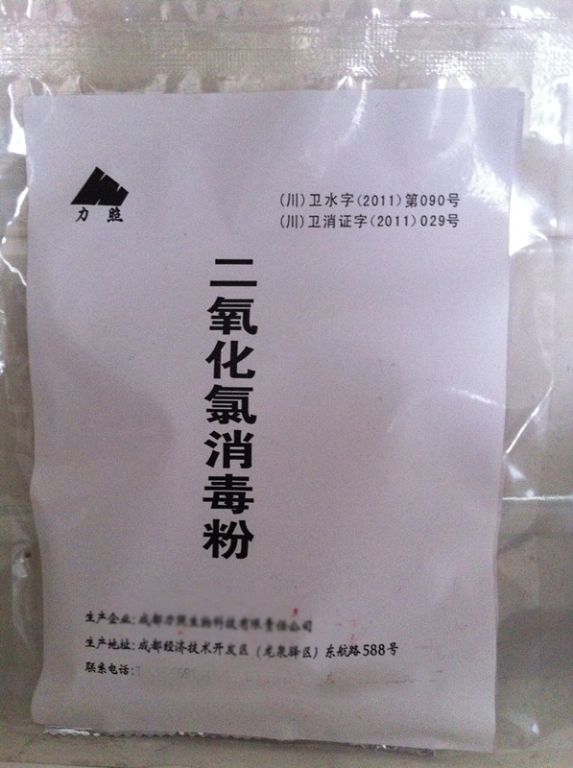 力照
(川)卫水字(2011)第090号
(川)卫消证字(2011)029号
二氧化氯消毒粉
生产企业:成都力照生物科技有限责任公司
生产地址:成都经济技术开发区(龙泉驿区)东航路588号
联系电话: